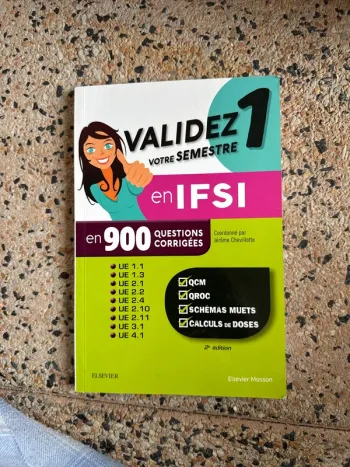 VALIDEZ 1
VOTRE SEMESTRE
en IFSI
en 900 QUESTIONS CORRIGÉES
Coordonné par
Jérôme Chevillotte
UE 1.1
UE 1.3
UE 2.1
UE 2.2
UE 2.4
UE 2.10
UE 2.11
UE 3.1
UE 4.1
QCM
QROC
SCHÉMAS MUETS
CALCULS DE DOSES
2e édition
ELSEVIER
Elsevier Masson